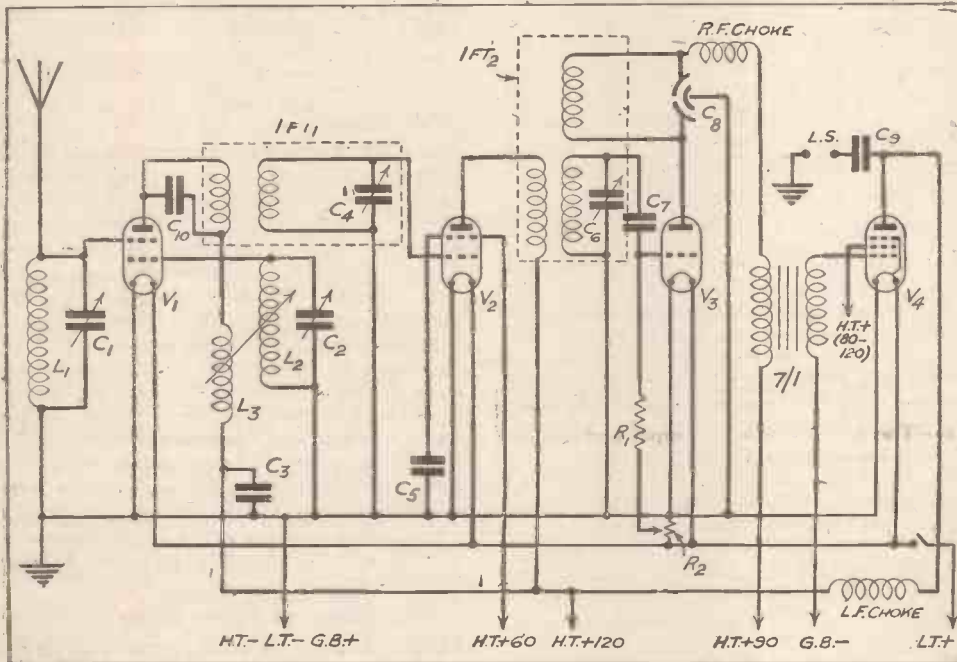 R.F. CHOKE
IFT2
IFT1
C8
L.S.
C9
C10
C4
C6
C7
V1
V2
V3
V4
H.T.+
(80-
120)
L1
C1
L2
C2
L3
7/1
R1
C3
C5
R2
L.F. CHOKE
H.T.- L.T.- G.B.+ H.T.+60 H.T.+120 H.T.+90 G.B.- L.T.+